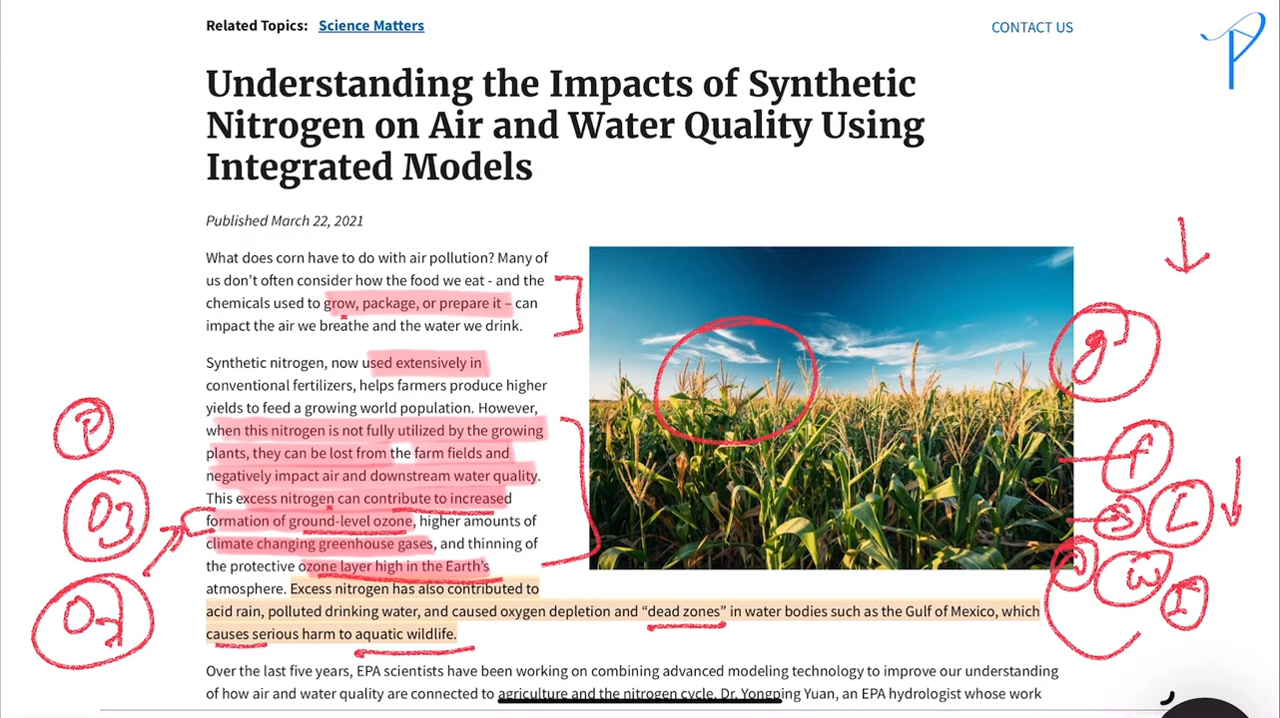 Related Topics: Science Matters
CONTACT US
P
Understanding the Impacts of Synthetic
Nitrogen on Air and Water Quality Using
Integrated Models
Published March 22, 2021
What does corn have to do with air pollution? Many of
us don’t often consider how the food we eat - and the
chemicals used to grow, package, or prepare it – can
impact the air we breathe and the water we drink.
Synthetic nitrogen, now used extensively in
conventional fertilizers, helps farmers produce higher
yields to feed a growing world population. However,
when this nitrogen is not fully utilized by the growing
plants, they can be lost from the farm fields and
negatively impact air and downstream water quality.
This excess nitrogen can contribute to increased
formation of ground-level ozone, higher amounts of
climate changing greenhouse gases, and thinning of
the protective ozone layer high in the Earth’s
atmosphere. Excess nitrogen has also contributed to
acid rain, polluted drinking water, and caused oxygen depletion and “dead zones” in water bodies such as the Gulf of Mexico, which
causes serious harm to aquatic wildlife.
P
O3
f
S
L
W
Over the last five years, EPA scientists have been working on combining advanced modeling technology to improve our understanding
of how air and water quality are connected to agriculture and the nitrogen cycle. Dr. Yongping Yuan, an EPA hydrologist whose work